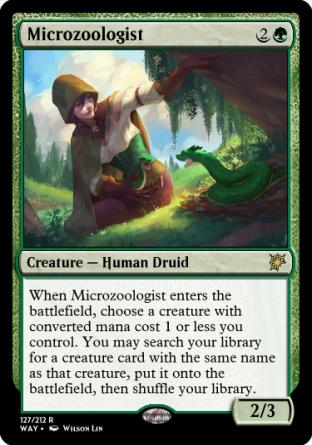 Microzoologist 2
Creature — Human Druid
When Microzoologist enters the
battlefield, choose a creature with
converted mana cost 1 or less you
control. You may search your library
for a creature card with the same name
as that creature, put it onto the
battlefield, then shuffle your library.
2/3
127/212 R
WAY • Wilson Lin